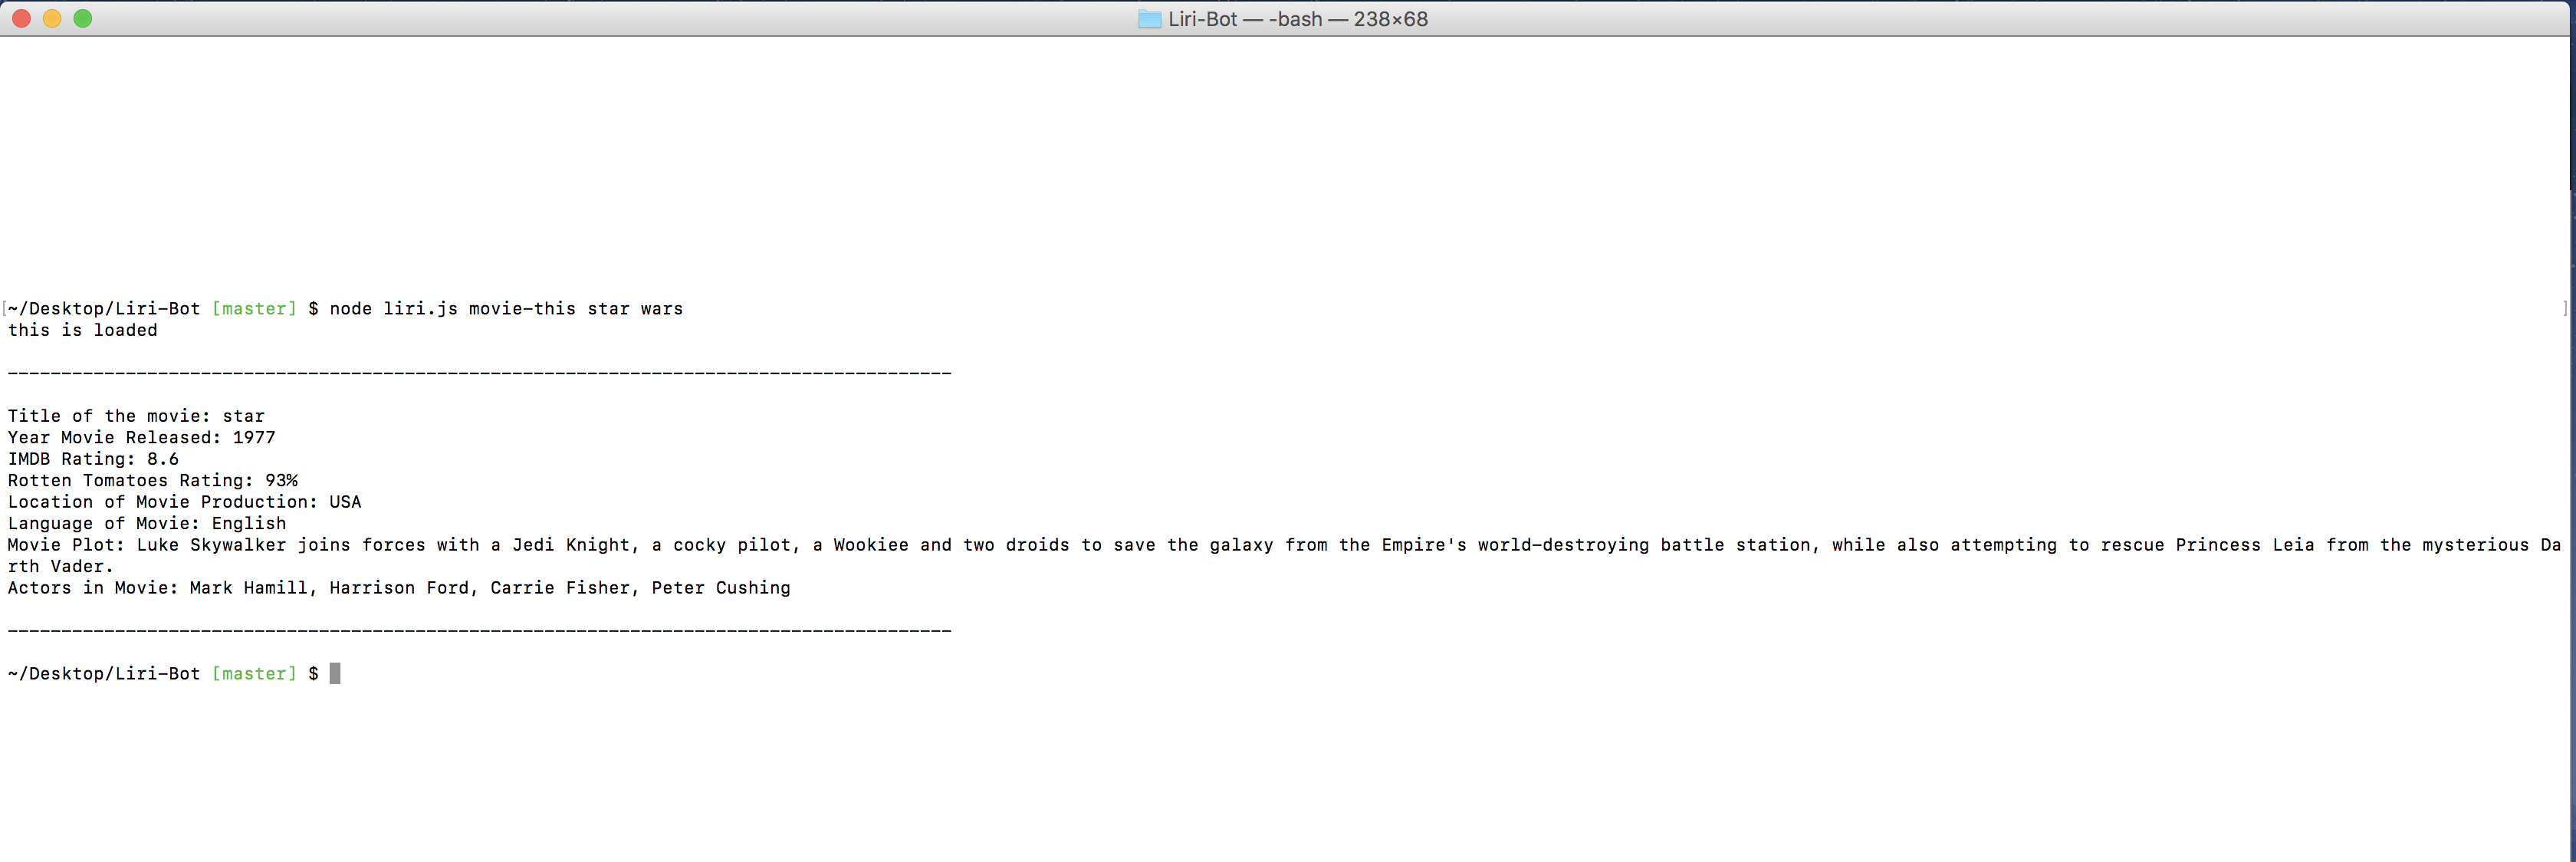 Liri-Bot — -bash — 238×68
[~/Desktop/Liri-Bot [master] $ node liri.js movie-this star wars ]
this is loaded
----------------------------------------------------------------------------------------
Title of the movie: star
Year Movie Released: 1977
IMDB Rating: 8.6
Rotten Tomatoes Rating: 93%
Location of Movie Production: USA
Language of Movie: English
Movie Plot: Luke Skywalker joins forces with a Jedi Knight, a cocky pilot, a Wookiee and two droids to save the galaxy from the Empire's world-destroying battle station, while also attempting to rescue Princess Leia from the mysterious Da
rth Vader.
Actors in Movie: Mark Hamill, Harrison Ford, Carrie Fisher, Peter Cushing
----------------------------------------------------------------------------------------
~/Desktop/Liri-Bot [master] $